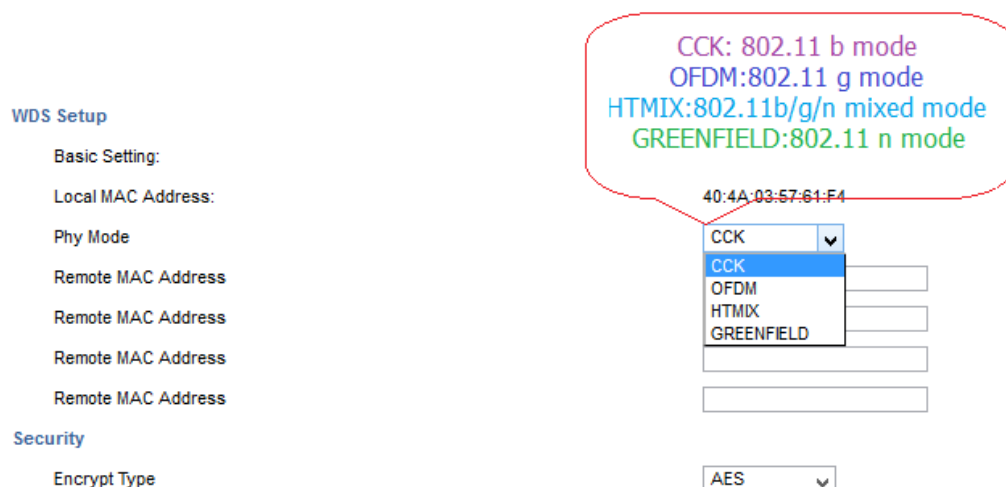 CCK: 802.11 b mode
OFDM:802.11 g mode
HTMIX:802.11b/g/n mixed mode
GREENFIELD:802.11 n mode
WDS Setup
Basic Setting:
Local MAC Address: 40:4A:03:57:61:F4
Phy Mode CCK
CCK
Remote MAC Address
OFDM
HTMIX
Remote MAC Address
GREENFIELD
Remote MAC Address
Remote MAC Address
Security
Encrypt Type AES